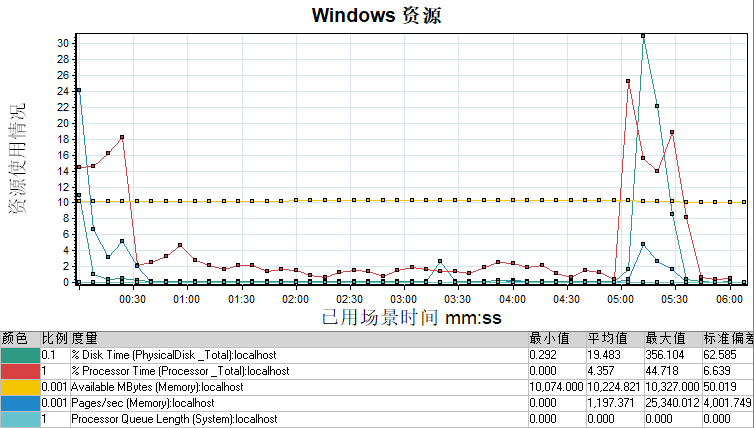 Windows 资源
资源使用情况
30
28
26
24
22
20
18
16
14
12
10
8
6
4
2
0
00:30 01:00 01:30 02:00 02:30 03:00 03:30 04:00 04:30 05:00 05:30 06:00
已用场景时间 mm:ss
颜色 比例 度量 最小值 平均值 最大值 标准偏差
0.1 % Disk Time (PhysicalDisk _Total):localhost 0.292 19.483 356.104 62.585
1 % Processor Time (Processor _Total):localhost 0.000 4.357 44.718 6.639
0.001 Available MBytes (Memory):localhost 10,074.000 10,224.821 10,327.000 50.019
0.001 Pages/sec (Memory):localhost 0.000 1,197.371 25,340.012 4,001.749
1 Processor Queue Length (System):localhost 0.000 0.000 0.000 0.000